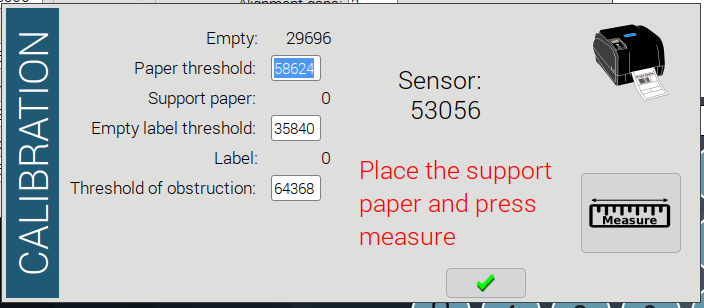 CALIBRATION
Empty: 29696
Paper threshold: 58624
Support paper: 0
Empty label threshold: 35840
Label: 0
Threshold of obstruction: 64368
Sensor:
53056
Place the support
paper and press
measure
Measure